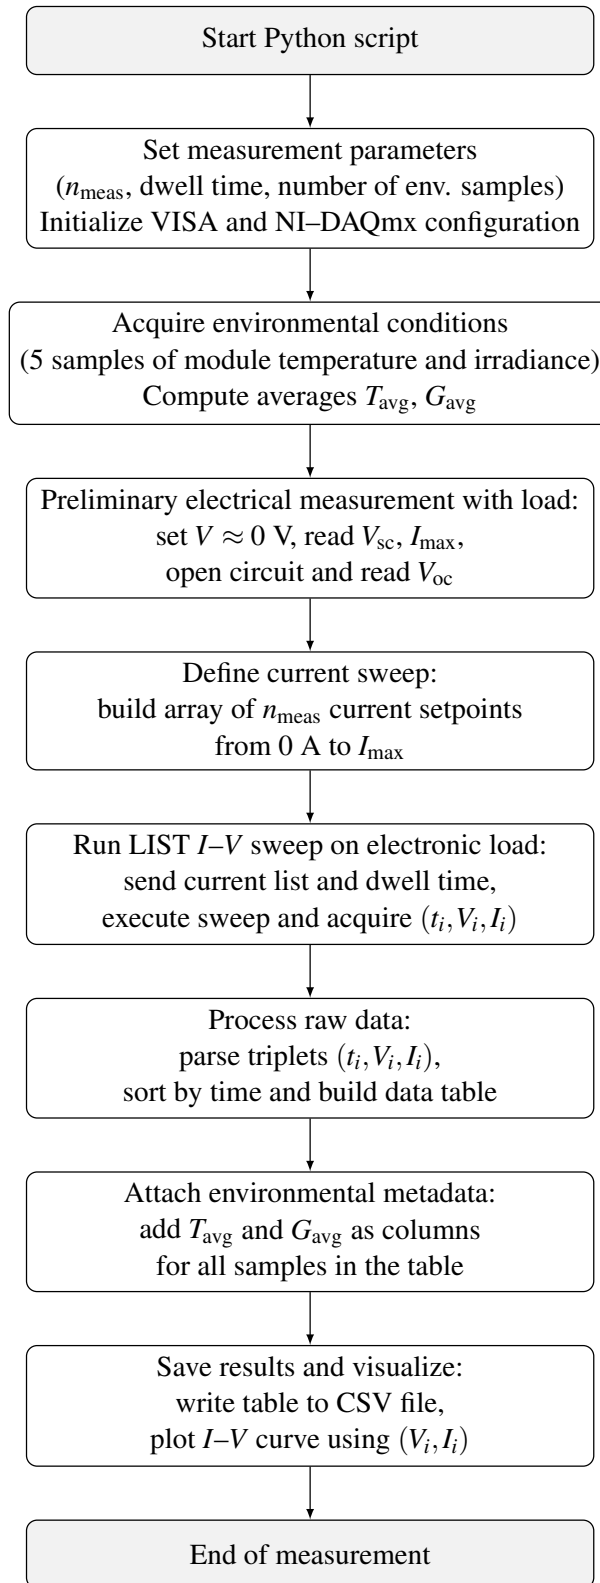 Start Python script
Set measurement parameters
(n_meas, dwell time, number of env. samples)
Initialize VISA and NI–DAQmx configuration
Acquire environmental conditions
(5 samples of module temperature and irradiance)
Compute averages T_avg, G_avg
Preliminary electrical measurement with load:
set V ≈ 0 V, read V_sc, I_max,
open circuit and read V_oc
Define current sweep:
build array of n_meas current setpoints
from 0 A to I_max
Run LIST I–V sweep on electronic load:
send current list and dwell time,
execute sweep and acquire (t_i, V_i, I_i)
Process raw data:
parse triplets (t_i, V_i, I_i),
sort by time and build data table
Attach environmental metadata:
add T_avg and G_avg as columns
for all samples in the table
Save results and visualize:
write table to CSV file,
plot I–V curve using (V_i, I_i)
End of measurement